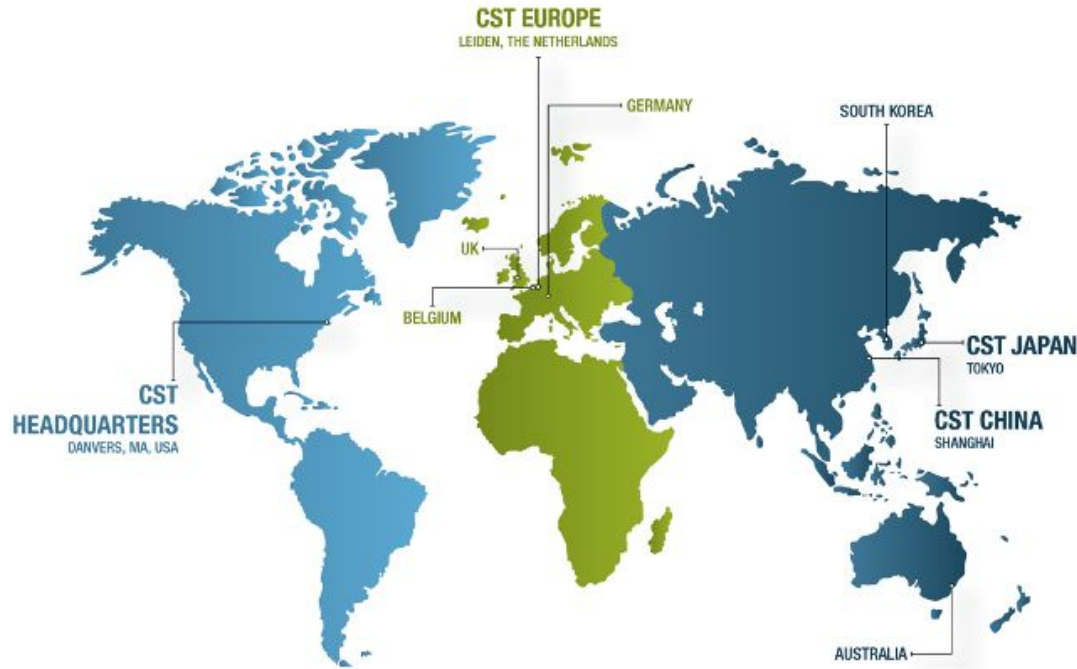 CST EUROPE
LEIDEN, THE NETHERLANDS
GERMANY
SOUTH KOREA
UK
BELGIUM
CST JAPAN
TOKYO
CST
HEADQUARTERS
DANVERS, MA, USA
CST CHINA
SHANGHAI
AUSTRALIA